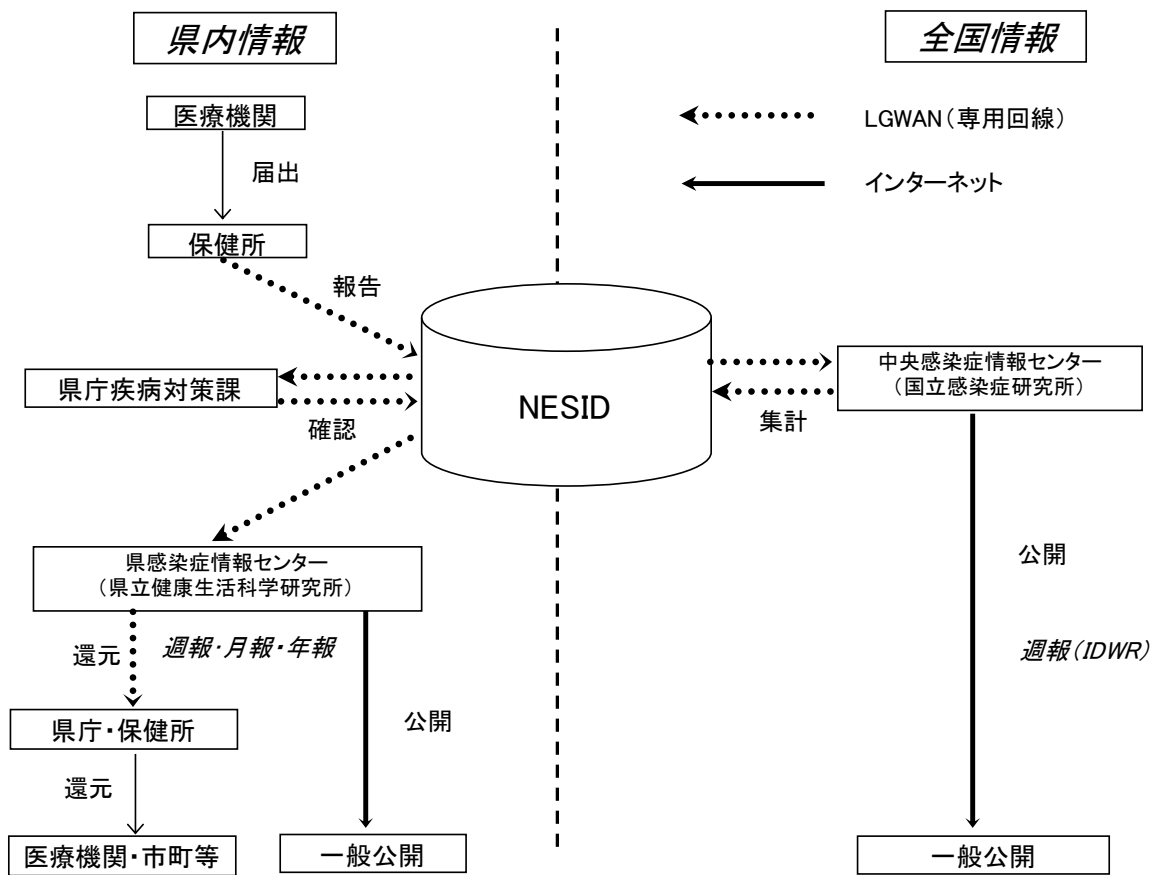 県内情報
全国情報
医療機関
LGWAN(専用回線)
届出
インターネット
保健所
報告
県庁疾病対策課
確認
NESID
中央感染症情報センター
(国立感染症研究所)
集計
県感染症情報センター
(県立健康生活科学研究所)
公開
還元
週報・月報・年報
週報(IDWR)
県庁・保健所
公開
還元
医療機関・市町等
一般公開
一般公開